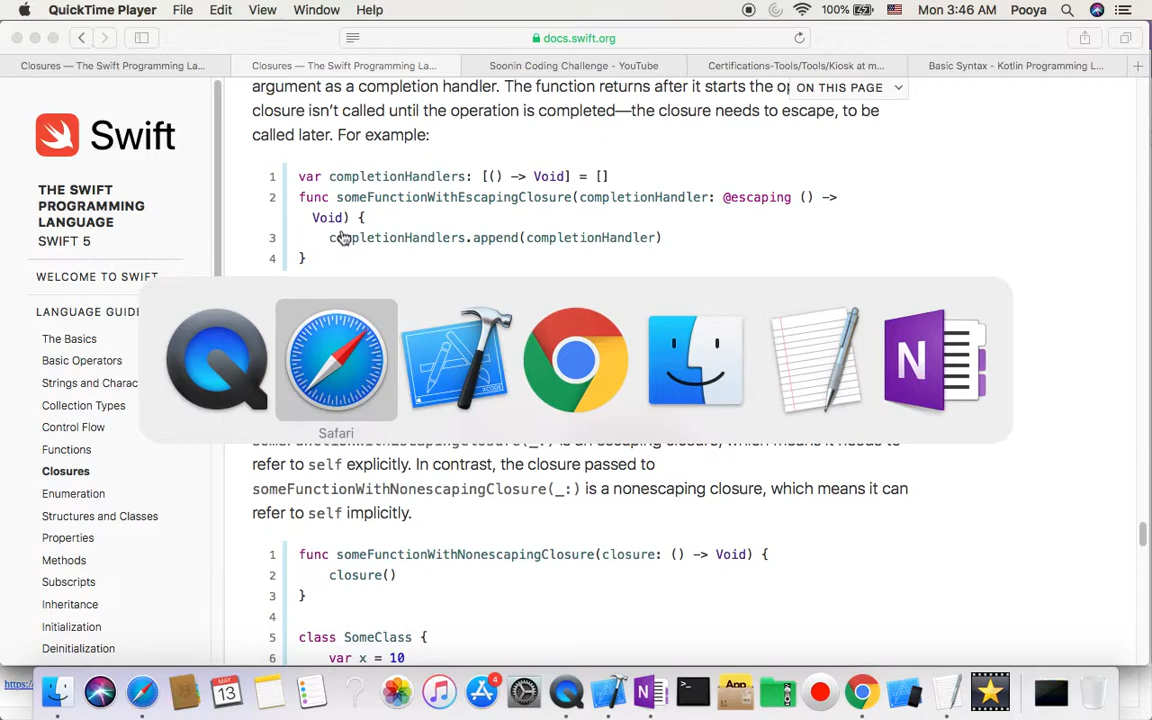 QuickTime Player File Edit View Window Help 100% Mon 3:46 AM Pooya
docs.swift.org
Closures — The Swift Programming La... Closures — The Swift Programming La... Soonin Coding Challenge - YouTube Certifications-Tools/Tools/Kiosk at m... Basic Syntax - Kotlin Programming L...
argument as a completion handler. The function returns after it starts the op
ON THIS PAGE
closure isn't called until the operation is completed—the closure needs to escape, to be
called later. For example:
1 var completionHandlers: [() -> Void] = []
2 func someFunctionWithEscapingClosure(completionHandler: @escaping () ->
Void) {
3 completionHandlers.append(completionHandler)
4 }
Swift
THE SWIFT
PROGRAMMING
LANGUAGE
SWIFT 5
WELCOME TO SWIFT
LANGUAGE GUIDE
The Basics
Basic Operators
Strings and Charac
Collection Types
Control Flow
Functions
Closures
Enumeration
Structures and Classes
Properties
Methods
Subscripts
Inheritance
Initialization
Deinitialization
XCODE
N
Safari
someFunctionWithEscapingClosure(_:) is an escaping closure, which means it needs to
refer to self explicitly. In contrast, the closure passed to
someFunctionWithNonescapingClosure(_:) is a nonescaping closure, which means it can
refer to self implicitly.
1 func someFunctionWithNonescapingClosure(closure: () -> Void) {
2 closure()
3 }
4
5 class SomeClass {
6 var x = 10
https:/
MAY
13
4
N
App